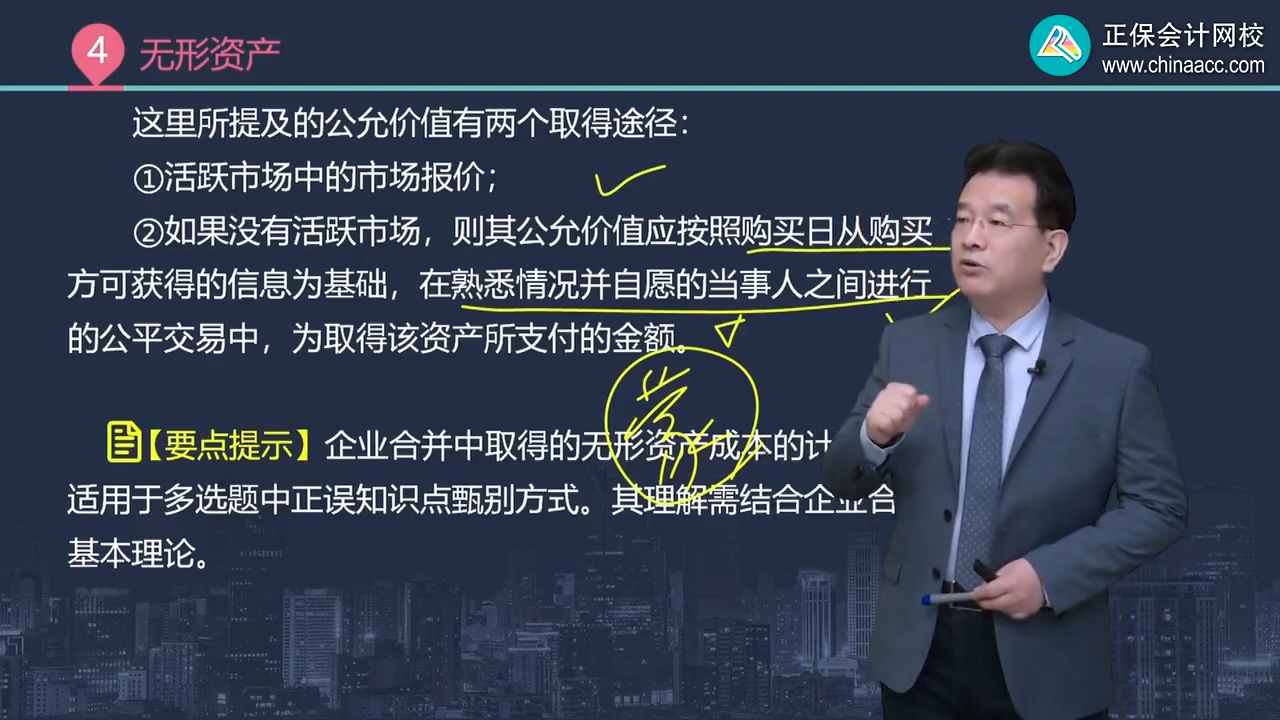 4 无形资产
正保会计网校
www.chinaacc.com
这里所提及的公允价值有两个取得途径：
①活跃市场中的市场报价；
②如果没有活跃市场，则其公允价值应按照购买日从购买
方可获得的信息为基础，在熟悉情况并自愿的当事人之间进行
的公平交易中，为取得该资产所支付的金额。
【要点提示】企业合并中取得的无形资产成本的计
适用于多选题中正误知识点甄别方式。其理解需结合企业合
基本理论。